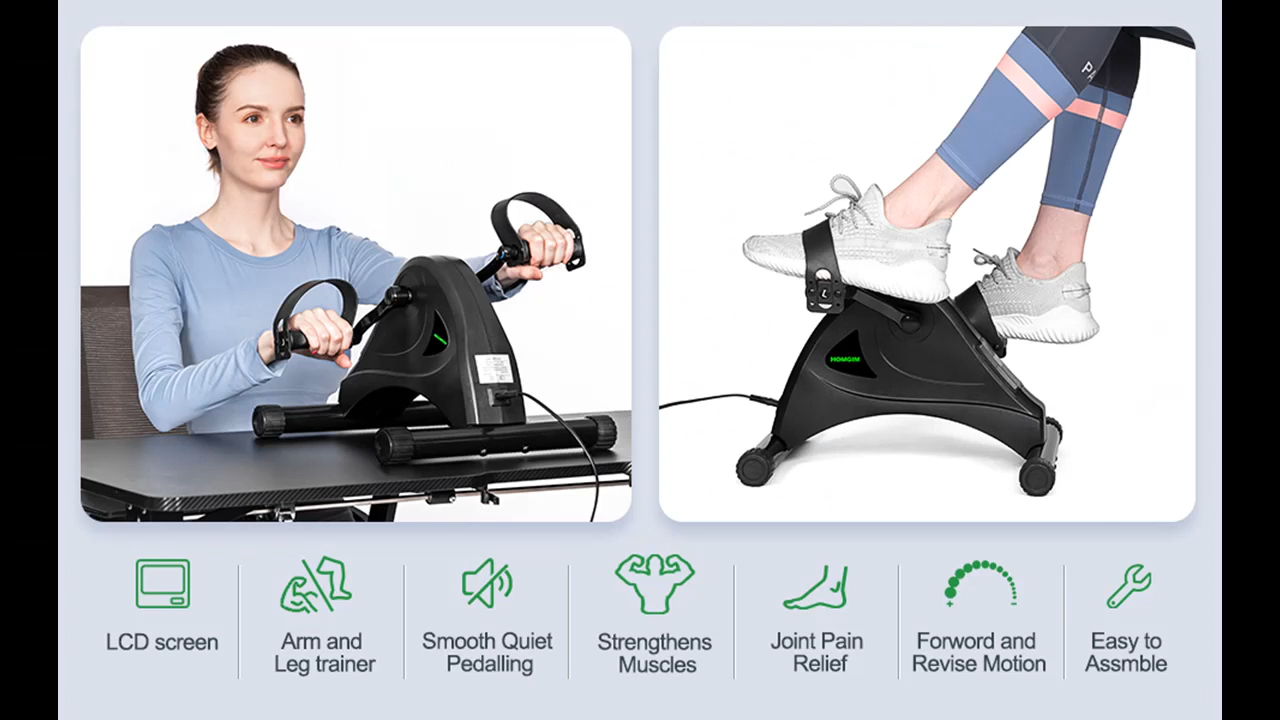 PA
HOMGIM
L
LCD screen
Arm and
Leg trainer
Smooth Quiet
Pedalling
Strengthens
Muscles
Joint Pain
Relief
Forword and
Revise Motion
Easy to
Assmble